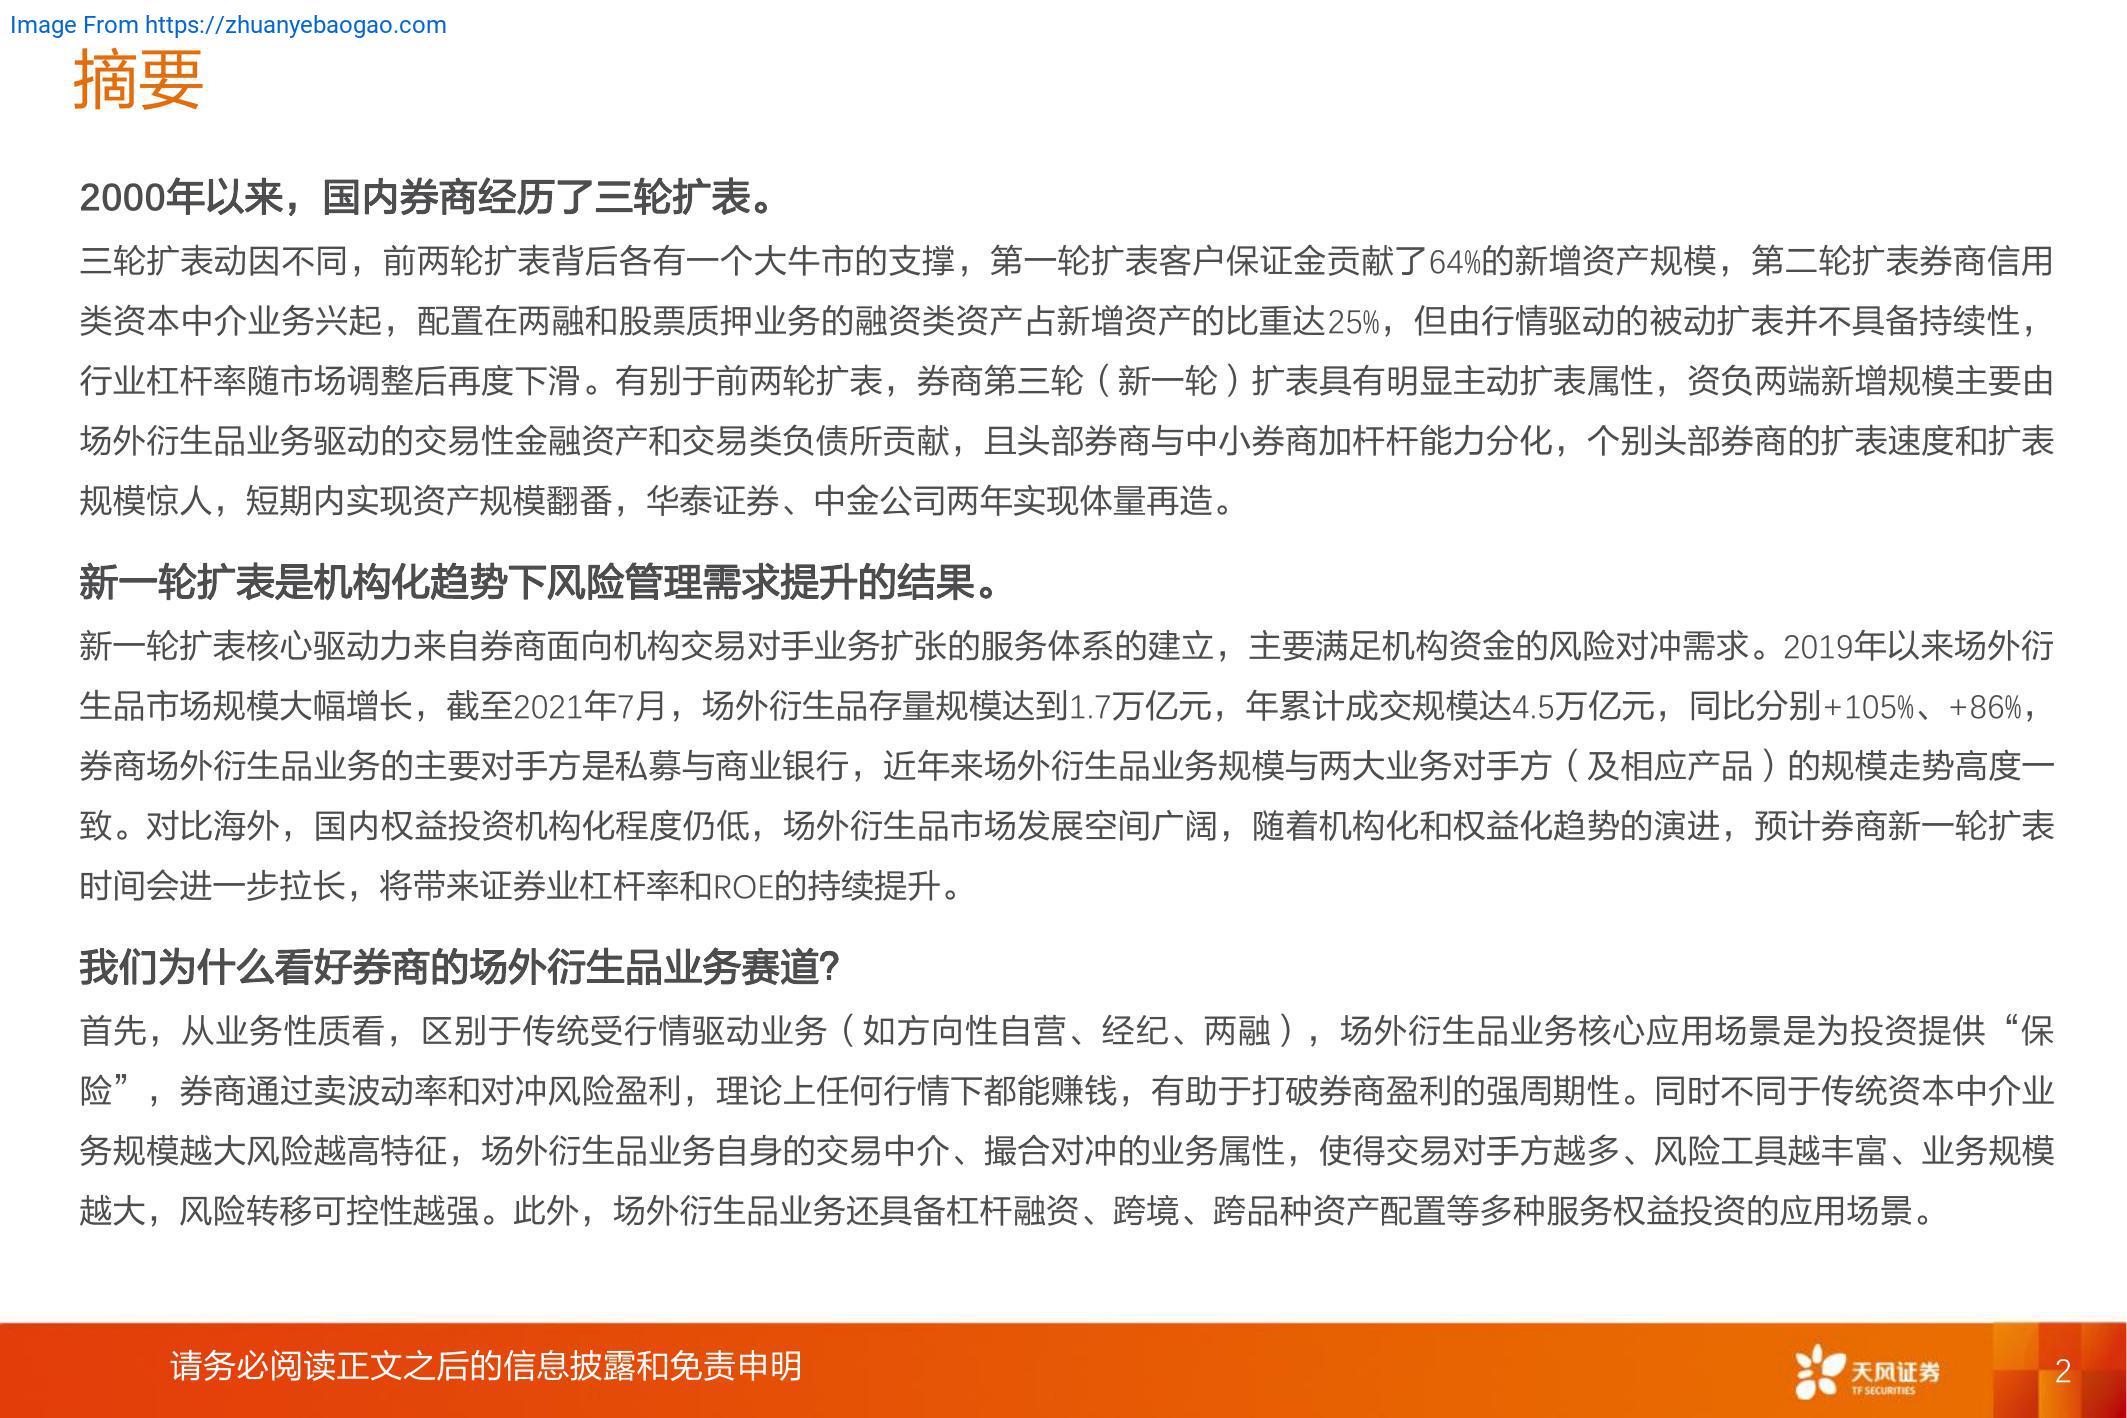 Image From https://zhuanyebaogao.com
摘要
2000年以来，国内券商经历了三轮扩表。
三轮扩表动因不同，前两轮扩表背后各有一个大牛市的支撑，第一轮扩表客户保证金贡献了64%的新增资产规模，第二轮扩表券商信用
类资本中介业务兴起，配置在两融和股票质押业务的融资类资产占新增资产的比重达25%，但由行情驱动的被动扩表并不具备持续性，
行业杠杆率随市场调整后再度下滑。有别于前两轮扩表，券商第三轮（新一轮）扩表具有明显主动扩表属性，资负两端新增规模主要由
场外衍生品业务驱动的交易性金融资产和交易类负债所贡献，且头部券商与中小券商加杆杆能力分化，个别头部券商的扩表速度和扩表
规模惊人，短期内实现资产规模翻番，华泰证券、中金公司两年实现体量再造。
新一轮扩表是机构化趋势下风险管理需求提升的结果。
新一轮扩表核心驱动力来自券商面向机构交易对手业务扩张的服务体系的建立，主要满足机构资金的风险对冲需求。2019年以来场外衍
生品市场规模大幅增长，截至2021年7月，场外衍生品存量规模达到1.7万亿元，年累计成交规模达4.5万亿元，同比分别+105%、+86%，
券商场外衍生品业务的主要对手方是私募与商业银行，近年来场外衍生品业务规模与两大业务对手方（及相应产品）的规模走势高度一
致。对比海外，国内权益投资机构化程度仍低，场外衍生品市场发展空间广阔，随着机构化和权益化趋势的演进，预计券商新一轮扩表
时间会进一步拉长，将带来证券业杠杆率和ROE的持续提升。
我们为什么看好券商的场外衍生品业务赛道？
首先，从业务性质看，区别于传统受行情驱动业务（如方向性自营、经纪、两融），场外衍生品业务核心应用场景是为投资提供“保
险”，券商通过卖波动率和对冲风险盈利，理论上任何行情下都能赚钱，有助于打破券商盈利的强周期性。同时不同于传统资本中介业
务规模越大风险越高特征，场外衍生品业务自身的交易中介、撮合对冲的业务属性，使得交易对手方越多、风险工具越丰富、业务规模
越大，风险转移可控性越强。此外，场外衍生品业务还具备杠杆融资、跨境、跨品种资产配置等多种服务权益投资的应用场景。
请务必阅读正文之后的信息披露和免责申明
天风证券
TF SECURITIES
2